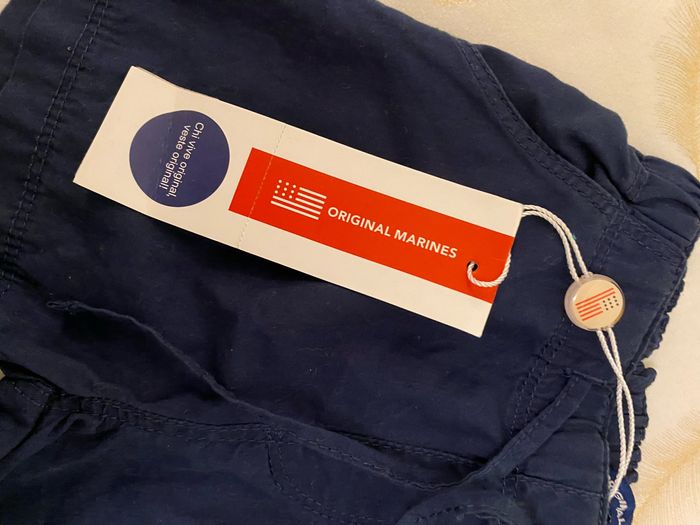 Chi vive original,
veste original!
ORIGINAL MARINES